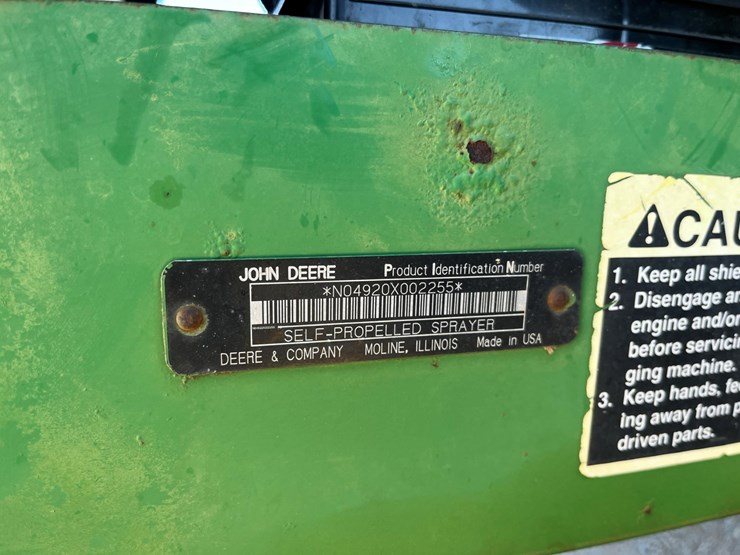 JOHN DEERE Product Identification Number
*N04920X002255*
SELF-PROPELLED SPRAYER
DEERE & COMPANY MOLINE, ILLINOIS Made in USA
CAU
1. Keep all shie
2. Disengage an
engine and/or
before servici
ging machine.
3. Keep hands, fe
ing away from p
driven parts.